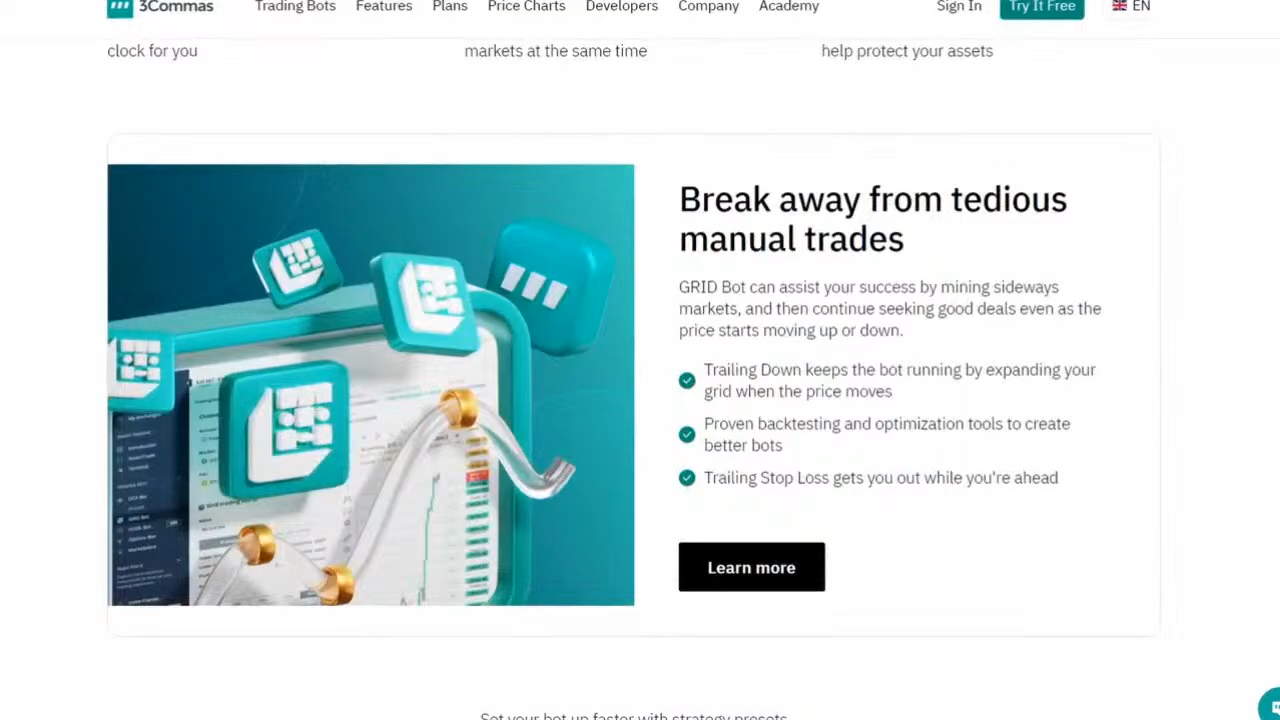 3Commas Trading Bots Features Plans Price Charts Developers Company Academy Sign In Try It Free EN
clock for you markets at the same time help protect your assets
Break away from tedious
manual trades
GRID Bot can assist your success by mining sideways
markets, and then continue seeking good deals even as the
price starts moving up or down.
Trailing Down keeps the bot running by expanding your
grid when the price moves
Proven backtesting and optimization tools to create
better bots
Trailing Stop Loss gets you out while you're ahead
Learn more
Set your bot up faster with strategy presets